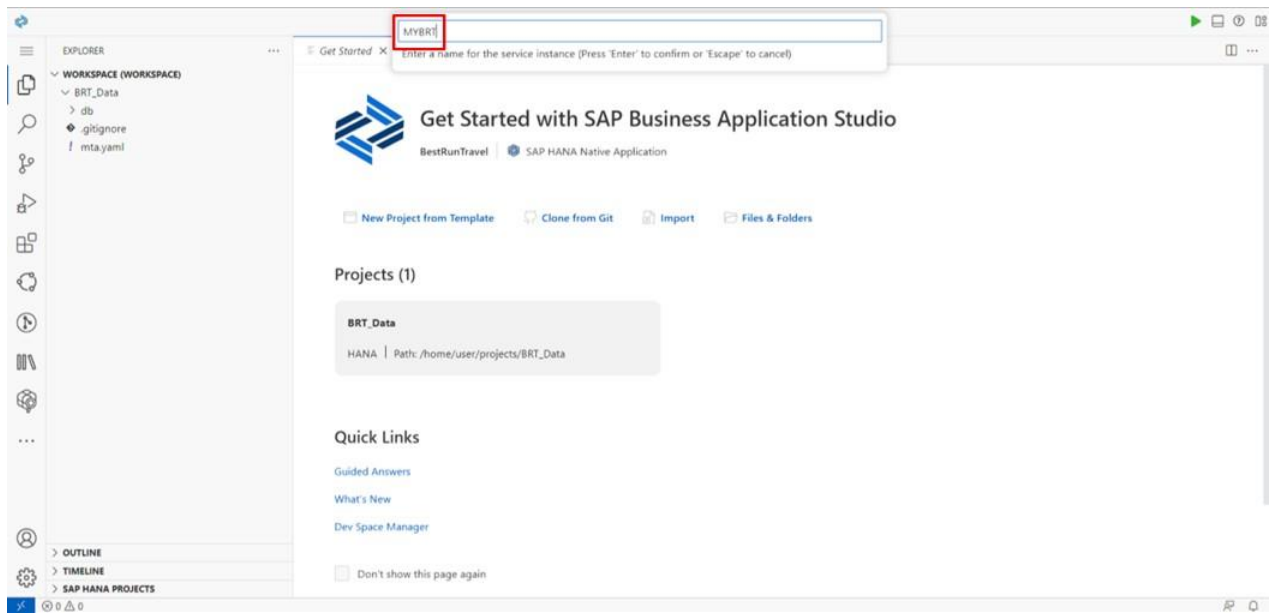 MYBRT
Enter a name for the service instance (Press 'Enter' to confirm or 'Escape' to cancel)
EXPLORER
Get Started
WORKSPACE (WORKSPACE)
BRT_Data
db
.gitignore
mta.yaml
Get Started with SAP Business Application Studio
BestRunTravel
SAP HANA Native Application
New Project from Template
Clone from Git
Import
Files & Folders
Projects (1)
BRT_Data
HANA | Path: /home/user/projects/BRT_Data
Quick Links
Guided Answers
What's New
Dev Space Manager
Don't show this page again
OUTLINE
TIMELINE
SAP HANA PROJECTS
0 0